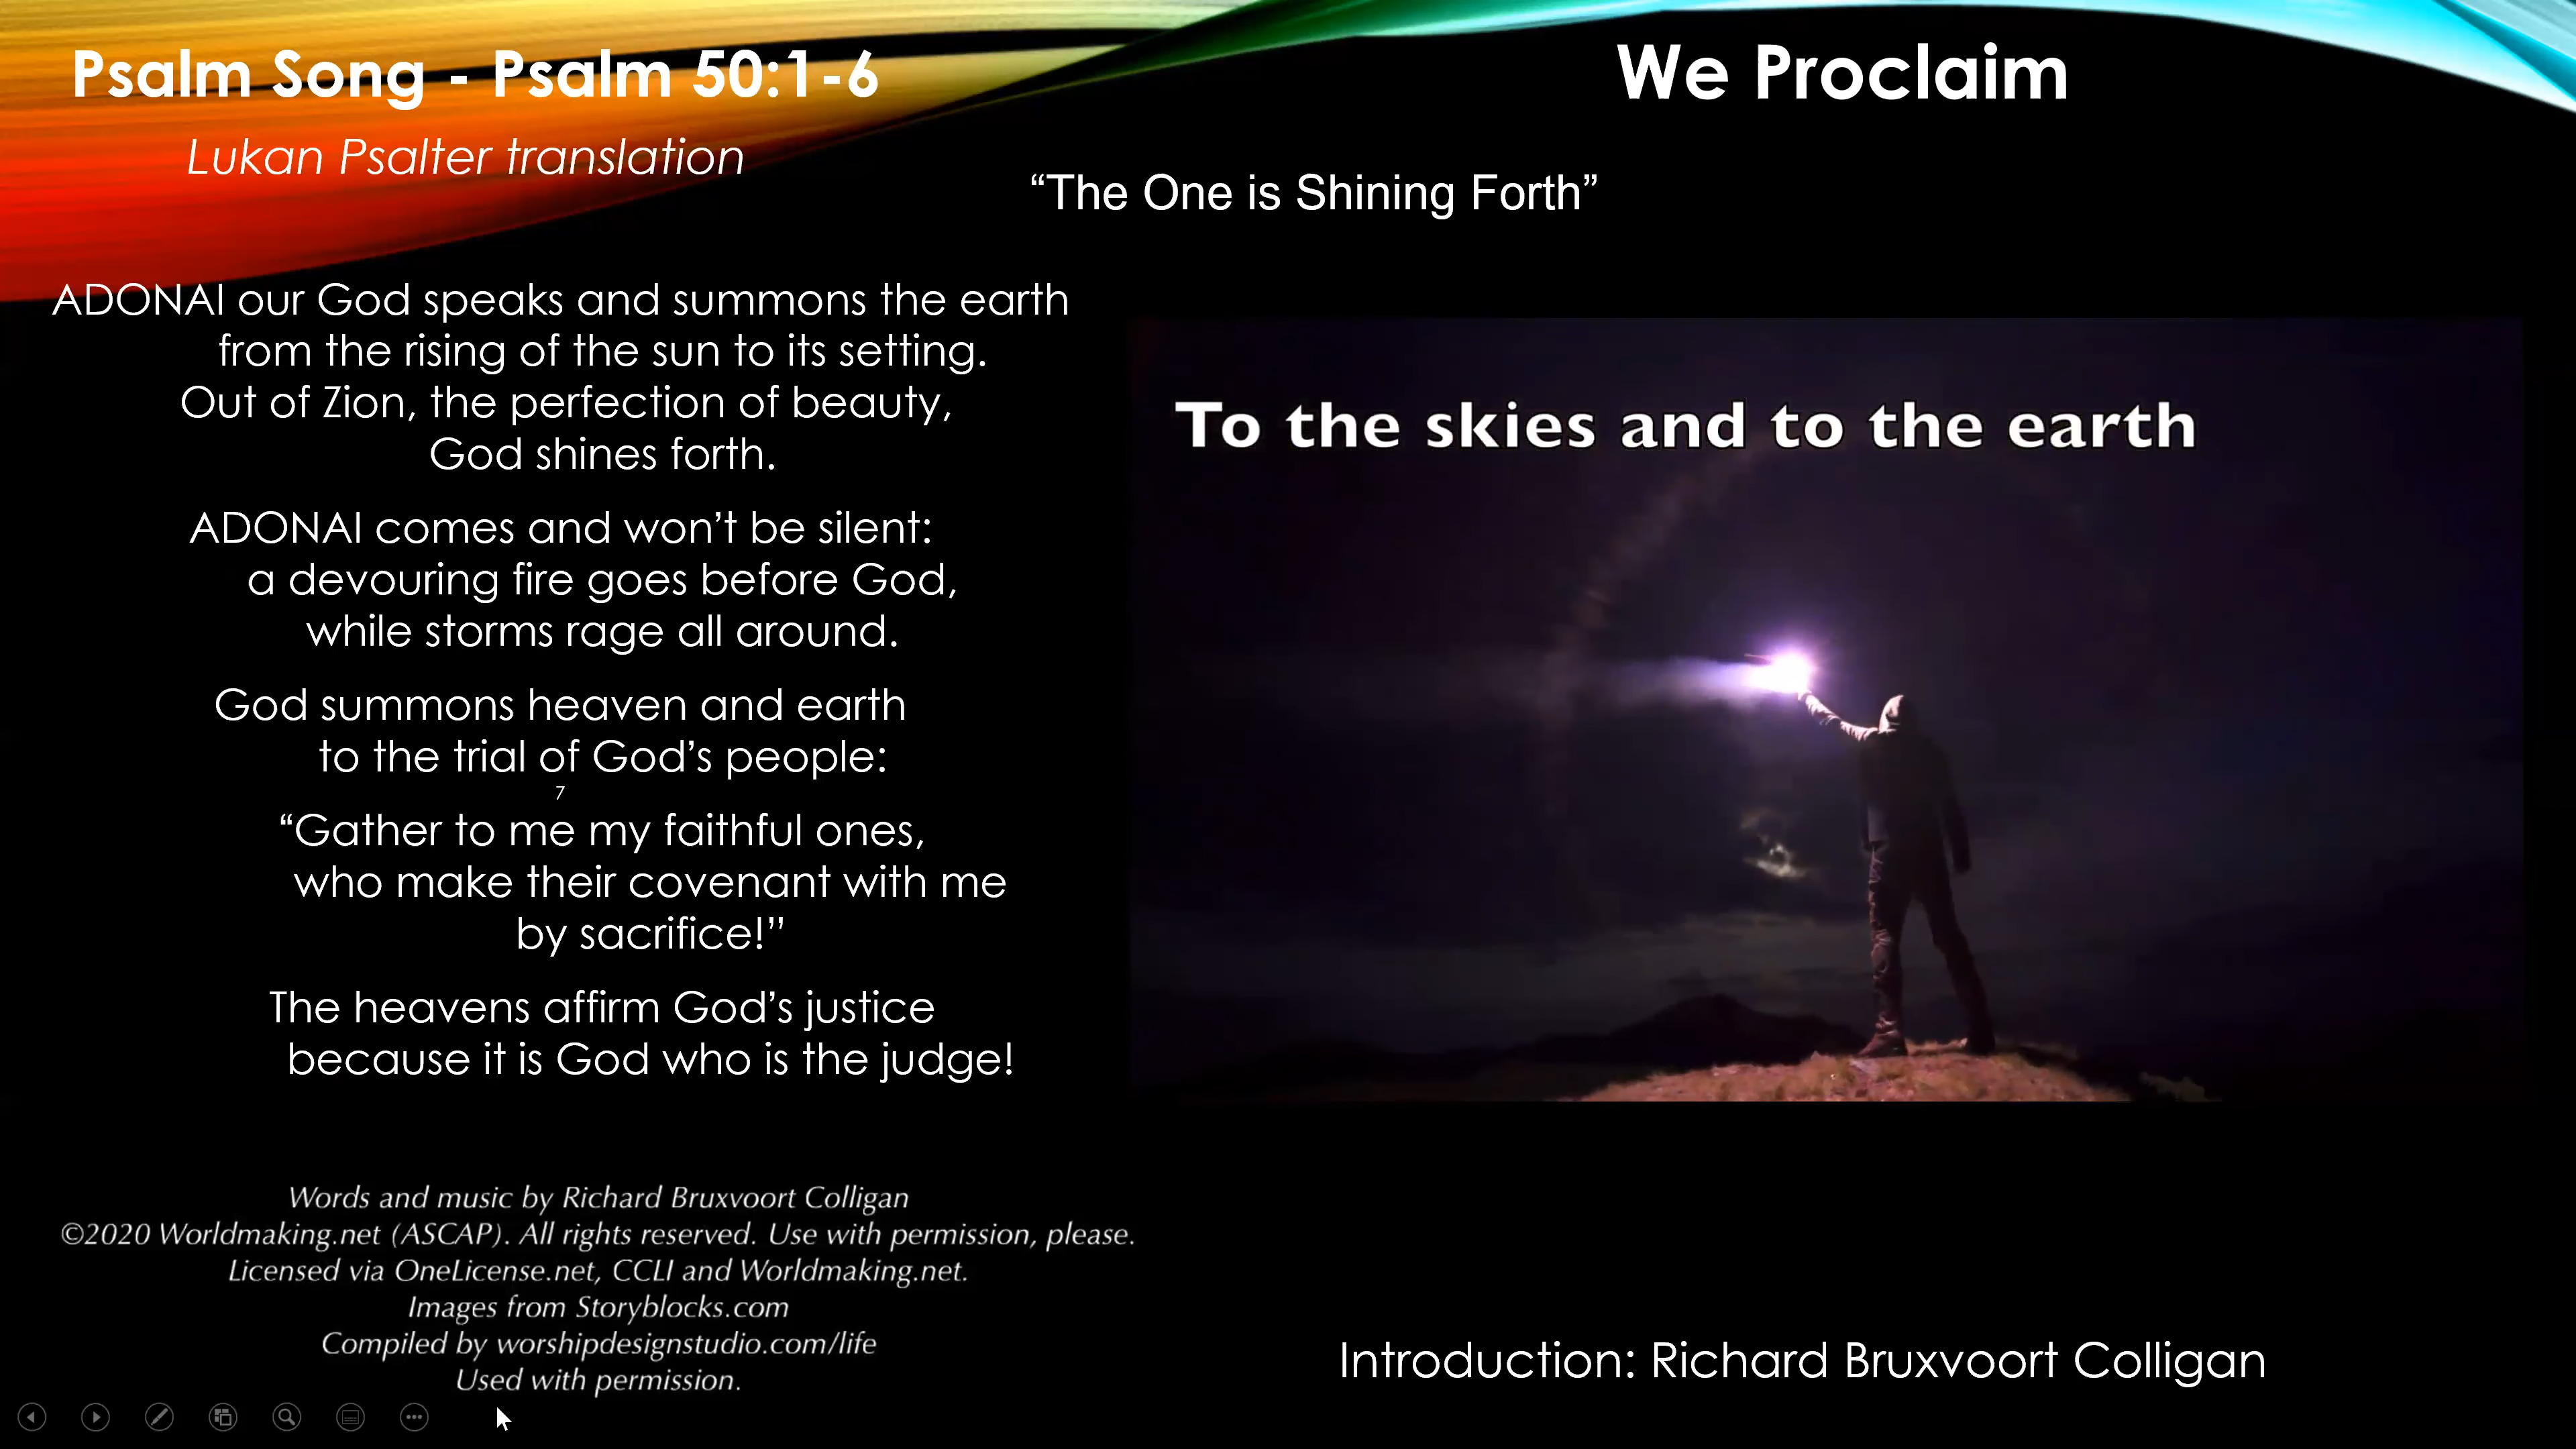 Psalm Song - Psalm 50:1-6
Lukan Psalter translation
We Proclaim
“The One is Shining Forth”
ADONAI our God speaks and summons the earth
from the rising of the sun to its setting.
Out of Zion, the perfection of beauty,
God shines forth.
ADONAI comes and won’t be silent:
a devouring fire goes before God,
while storms rage all around.
God summons heaven and earth
to the trial of God’s people:
7
“Gather to me my faithful ones,
who make their covenant with me
by sacrifice!”
The heavens affirm God’s justice
because it is God who is the judge!
To the skies and to the earth
Words and music by Richard Bruxvoort Colligan
©2020 Worldmaking.net (ASCAP). All rights reserved. Use with permission, please.
Licensed via OneLicense.net, CCLI and Worldmaking.net.
Images from Storyblocks.com
Compiled by worshipdesignstudio.com/life
Used with permission.
Introduction: Richard Bruxvoort Colligan